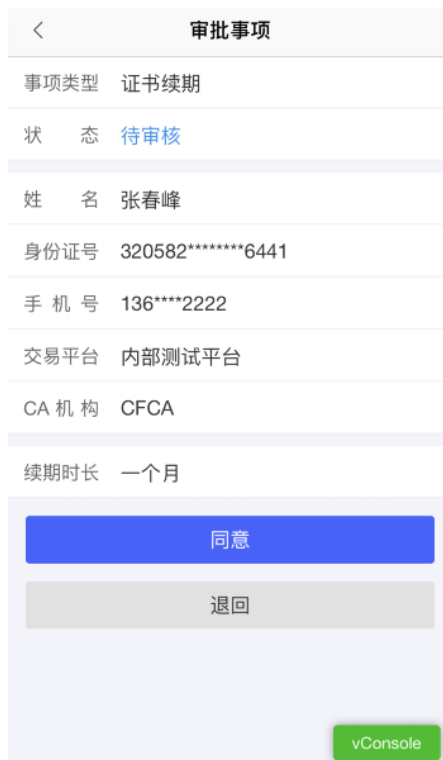 审批事项
事项类型 证书续期
状 态 待审核
姓 名 张春峰
身份证号 320582********6441
手 机 号 136****2222
交易平台 内部测试平台
CA 机 构 CFCA
续期时长 一个月
同意
退回
vConsole